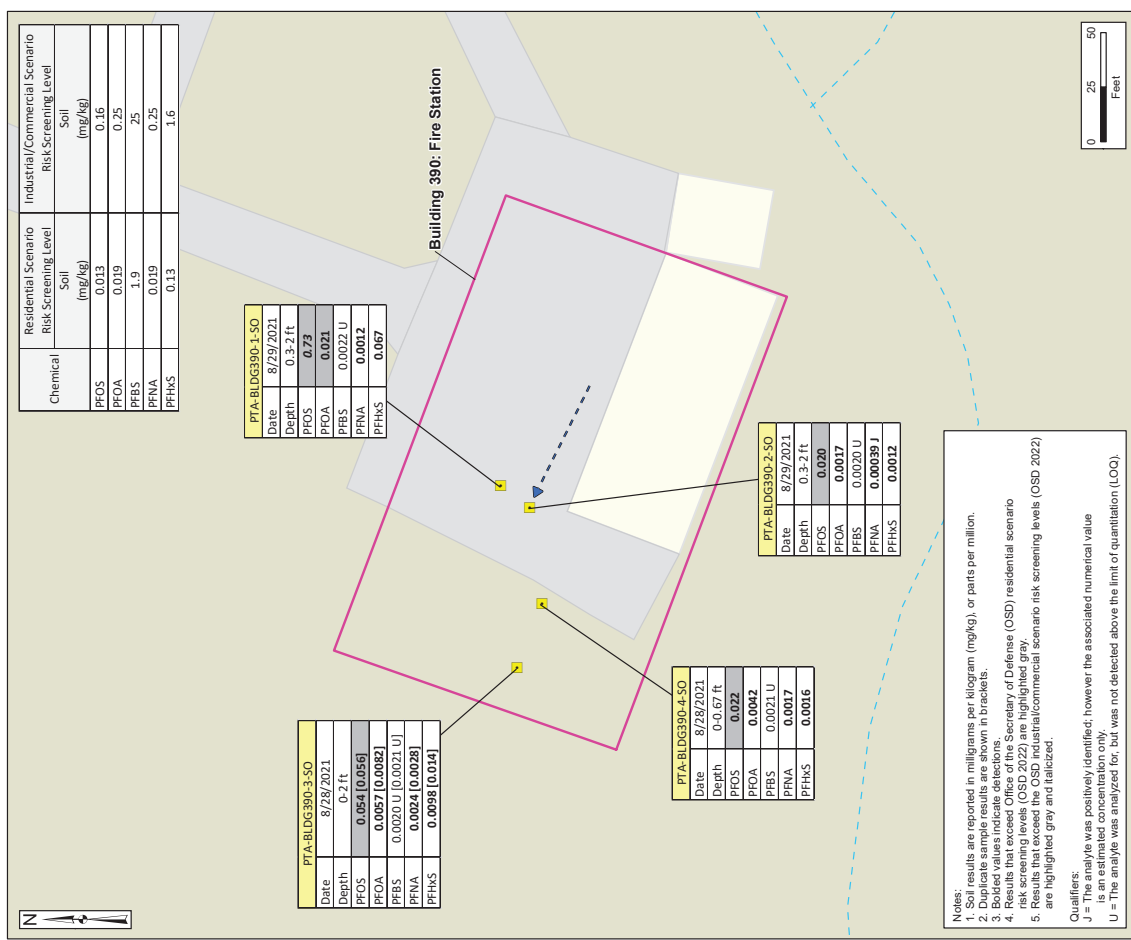 N
Chemical
Residential Scenario Risk Screening Level
Industrial/Commercial Scenario Risk Screening Level
Soil (mg/kg)
Soil (mg/kg)
PFOS 0.013 0.16
PFOA 0.019 0.25
PFBS 1.9 25
PFNA 0.019 0.25
PFHxS 0.13 1.6
PTA-BLDG390-3-SO
Date 8/28/2021
Depth 0-2 ft
PFOS 0.054 [0.056]
PFOA 0.0057 [0.0082]
PFBS 0.0020 U [0.0021 U]
PFNA 0.0024 [0.0028]
PFHxS 0.0098 [0.014]
PTA-BLDG390-1-SO
Date 8/29/2021
Depth 0.3-2 ft
PFOS 0.73
PFOA 0.021
PFBS 0.0022 U
PFNA 0.0012
PFHxS 0.067
Building 390: Fire Station
PTA-BLDG390-4-SO
Date 8/28/2021
Depth 0-0.67 ft
PFOS 0.022
PFOA 0.0042
PFBS 0.0021 U
PFNA 0.0017
PFHxS 0.0016
PTA-BLDG390-2-SO
Date 8/29/2021
Depth 0.3-2 ft
PFOS 0.020
PFOA 0.0017
PFBS 0.0020 U
PFNA 0.00039 J
PFHxS 0.0012
Notes:
1. Soil results are reported in milligrams per kilogram (mg/kg), or parts per million.
2. Duplicate sample results are shown in brackets.
3. Bolded values indicate detections.
4. Results that exceed Office of the Secretary of Defense (OSD) residential scenario
risk screening levels (OSD 2022) are highlighted gray.
5. Results that exceed the OSD industrial/commercial scenario risk screening levels (OSD 2022)
are highlighted gray and italicized.
Qualifiers:
J = The analyte was positively identified; however the associated numerical value
is an estimated concentration only.
U = The analyte was analyzed for, but was not detected above the limit of quantitation (LOQ).
0 25 50
Feet